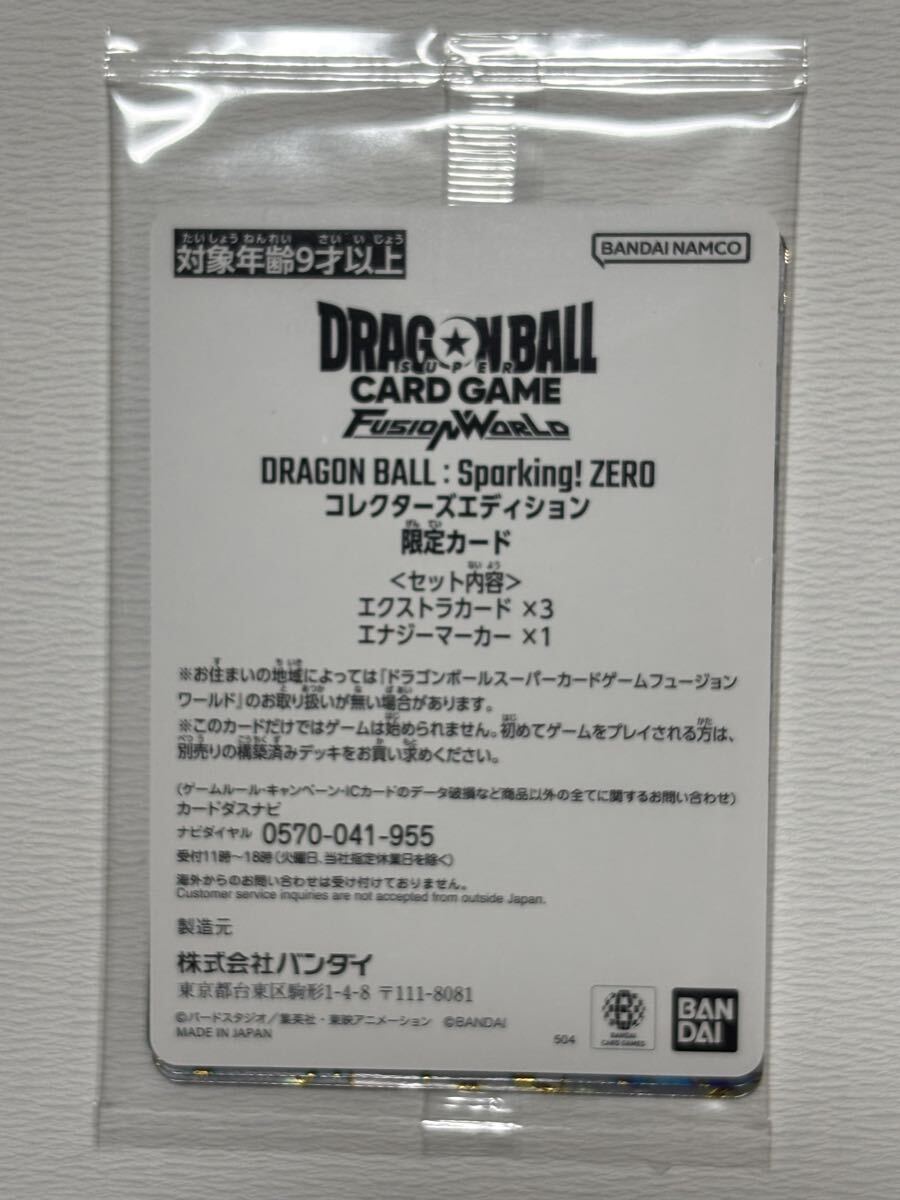 たいしょうねんれい さいいじょう
対象年齢9才以上
BANDAI NAMCO
DRAGON BALL
SUPER
CARD GAME
FUSION WORLD
DRAGON BALL : Sparking! ZERO
コレクターズエディション
げんてい
限定カード
ないよう
<セット内容>
エクストラカード ×3
エナジーマーカー ×1
す ちいき
※お住まいの地域によっては『ドラゴンボールスーパーカードゲームフュージョン
と あつか な ばあい
ワールド』のお取り扱いが無い場合があります。
はじ はじ かた
※このカードだけではゲームは始められません。初めてゲームをプレイされる方は、
べつう こうちくず か もと
別売りの構築済みデッキをお買い求めください。
(ゲームルール・キャンペーン・ICカードのデータ破損など商品以外の全てに関するお問い合わせ)
カードダスナビ
ナビダイヤル 0570-041-955
受付11時～18時(火曜日、当社指定休業日を除く)
海外からのお問い合わせは受け付けておりません。
Customer service inquiries are not accepted from outside Japan.
製造元
株式会社バンダイ
東京都台東区駒形1-4-8 〒111-8081
©バードスタジオ／集英社・東映アニメーション ©BANDAI
MADE IN JAPAN
504
BANDAI
CARD GAMES
BAN
DAI